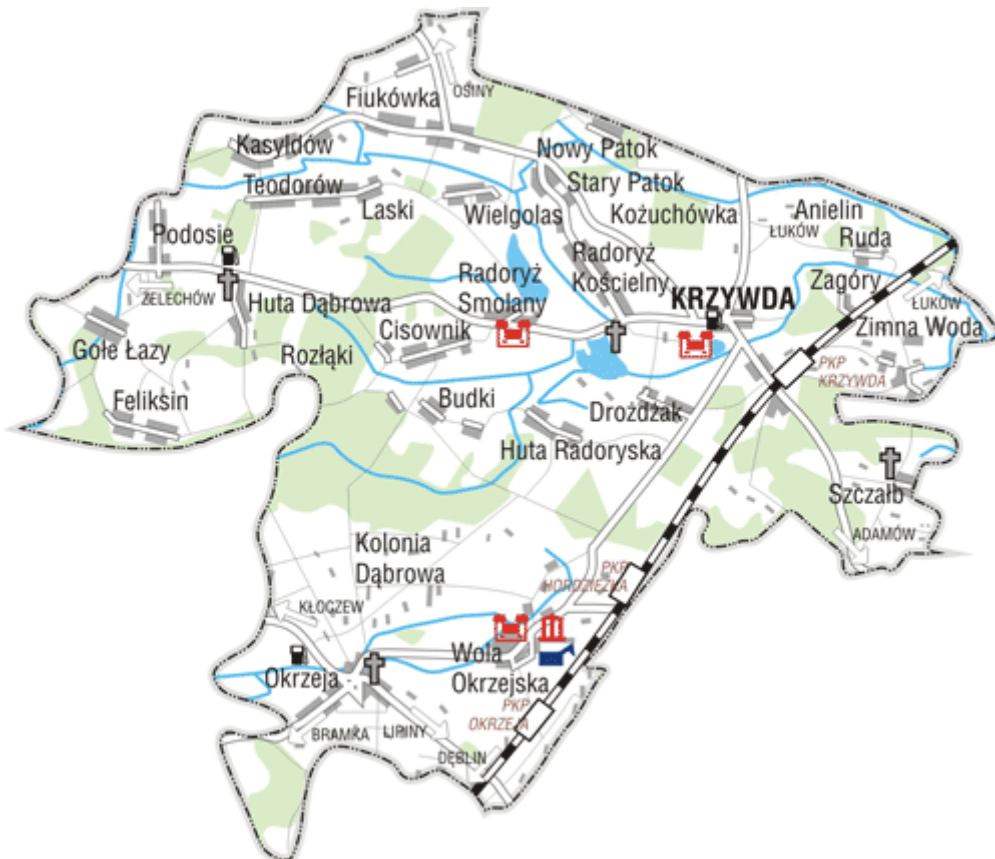 OSINY
Fiukówka
Kasyldów
Nowy Patok
Teodorów
Stary Patok
Laski
Wielgolas
Kożuchówka
Anielin
ŁUKÓW
Ruda
Podosie
Radoryż
Kościelny
Radoryż
Smolany
Zagóry
ŻELECHÓW
Huta Dąbrowa
KRZYWDA
ŁUKÓW
Zimna Woda
Cisownik
Gołe Łazy
Rozłąki
PKP
KRZYWDA
Feliksin
Budki
Drożdżak
Huta Radoryska
Szczałb
ADAMÓW
Kolonia
Dąbrowa
PKP
HORDZIEŻKA
KŁOCZEW
Wola
Okrzejska
Okrzeja
PKP
OKRZEJA
BRAMKA
LIPINY
DĘBLIN